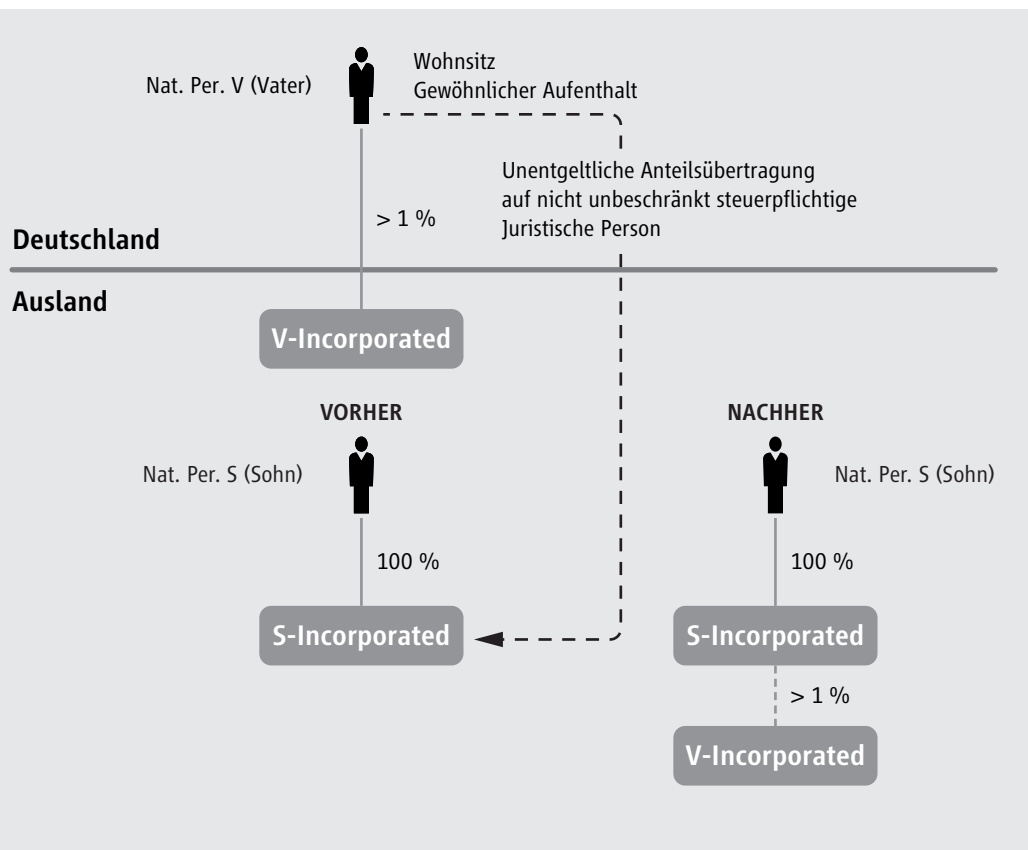 Nat. Per. V (Vater)
Wohnsitz
Gewöhnlicher Aufenthalt
Unentgeltliche Anteilsübertragung
auf nicht unbeschränkt steuerpflichtige
Juristische Person
> 1 %
Deutschland
Ausland
V-Incorporated
VORHER
NACHHER
Nat. Per. S (Sohn)
Nat. Per. S (Sohn)
100 %
100 %
S-Incorporated
S-Incorporated
> 1 %
V-Incorporated